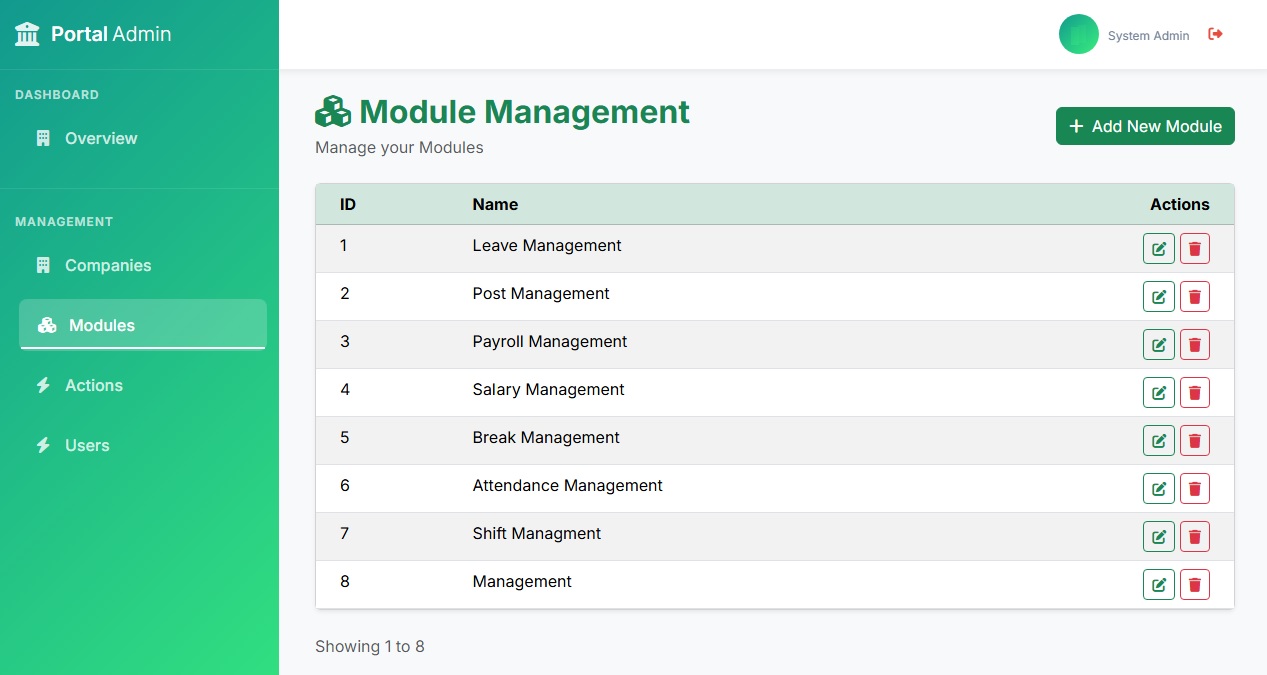 Portal Admin
System Admin
DASHBOARD
Overview
MANAGEMENT
Companies
Modules
Actions
Users
Module Management
Manage your Modules
Add New Module
ID Name Actions
1 Leave Management
2 Post Management
3 Payroll Management
4 Salary Management
5 Break Management
6 Attendance Management
7 Shift Managment
8 Management
Showing 1 to 8